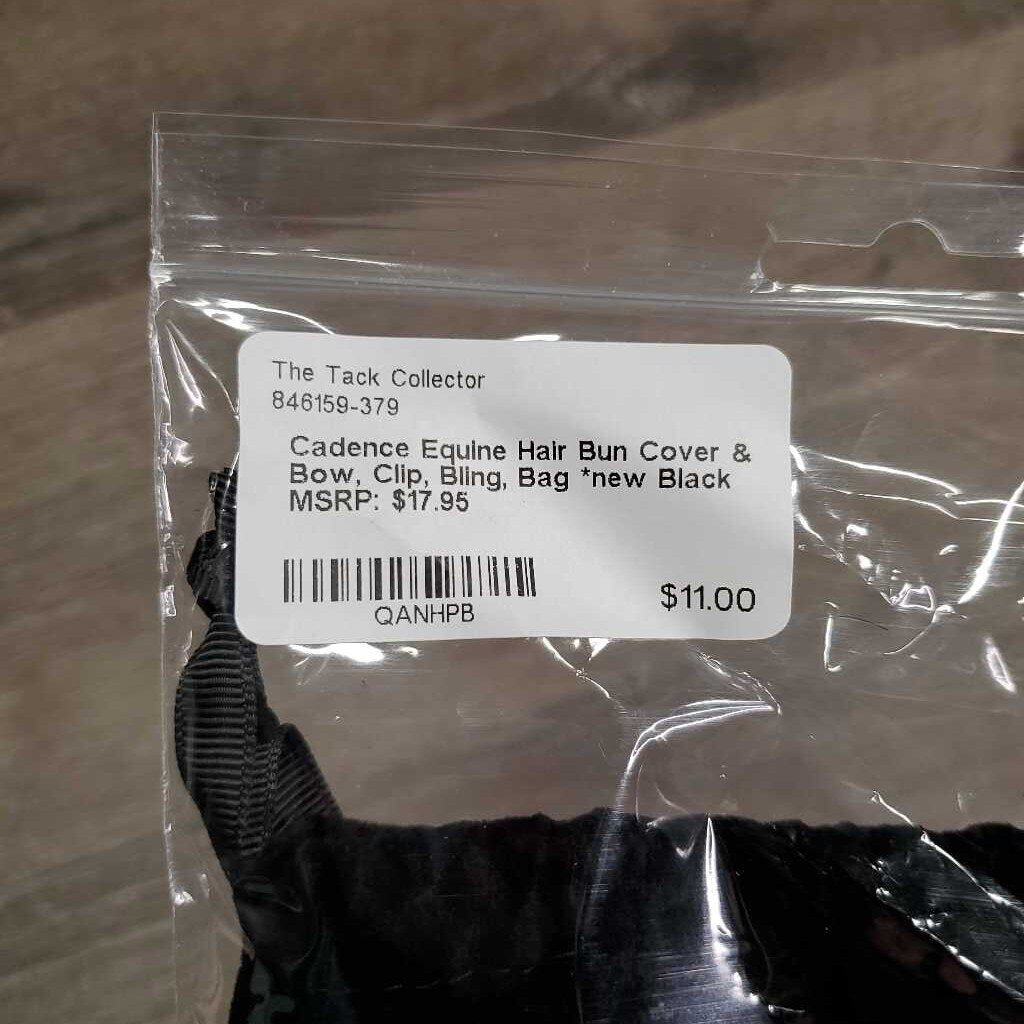 The Tack Collector
846159-379
Cadence Equine Hair Bun Cover &
Bow, Clip, Bling, Bag *new Black
MSRP: $17.95
QANHPB
$11.00